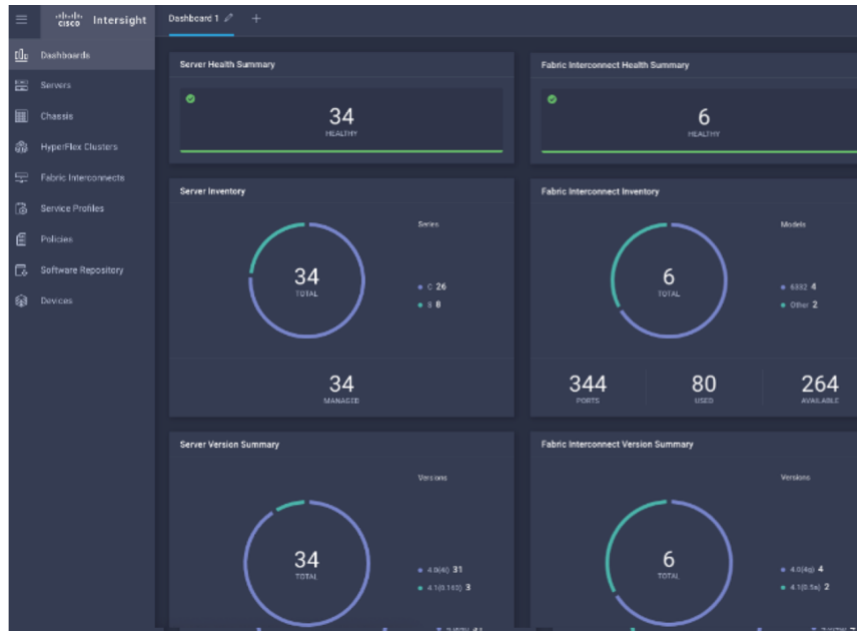 cisco Intersight
Dashboard 1
+
Dashboards
Servers
Chassis
HyperFlex Clusters
Fabric Interconnects
Service Profiles
Policies
Software Repository
Devices
Server Health Summary
34
HEALTHY
Fabric Interconnect Health Summary
6
HEALTHY
Server Inventory
34
TOTAL
Series
C 26
B 8
34
MANAGED
Fabric Interconnect Inventory
6
TOTAL
Models
6332 4
Other 2
344
PORTS
80
USED
264
AVAILABLE
Server Version Summary
34
TOTAL
Versions
31
3
Fabric Interconnect Version Summary
6
TOTAL
Versions
4.0(4g) 4
4.1(0.5a) 2